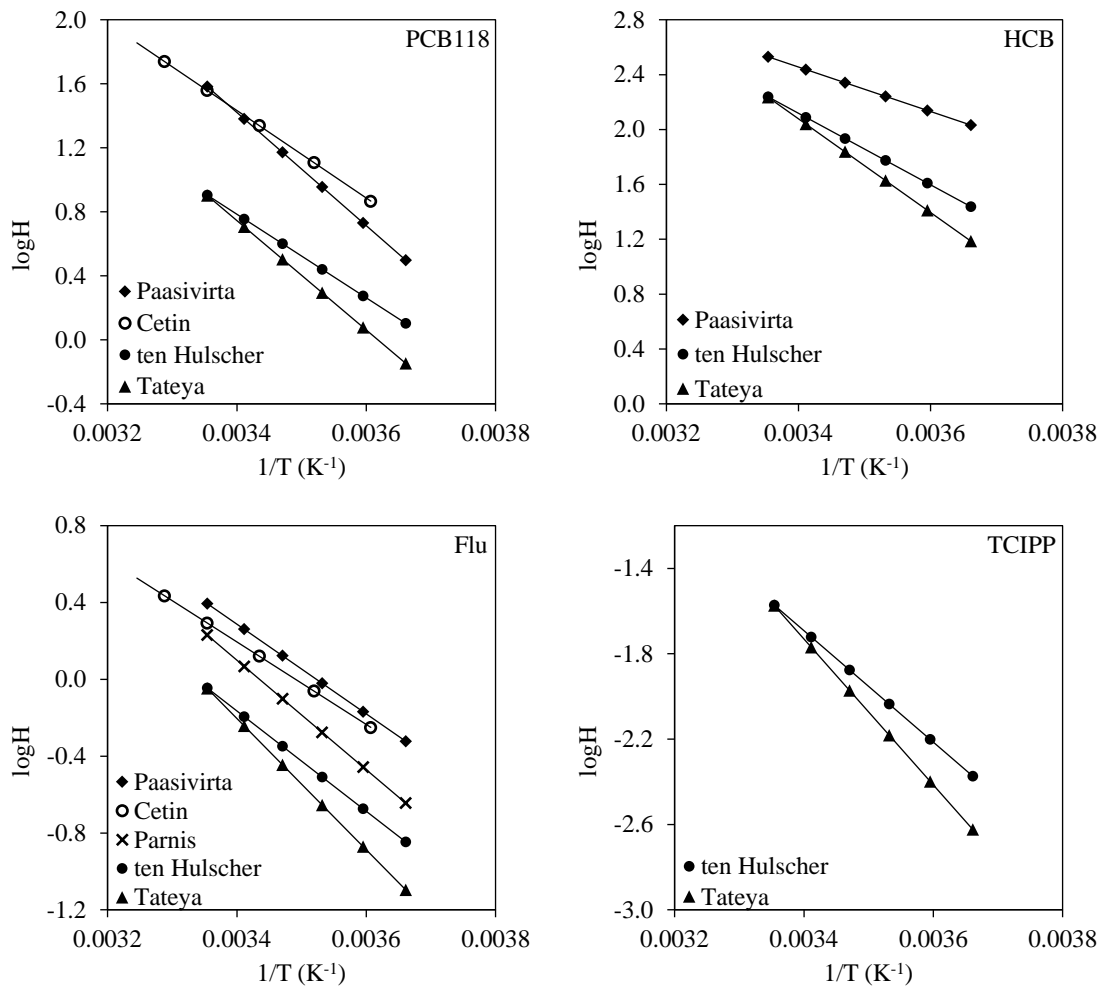 PCB118
2.0
1.6
1.2
0.8
0.4
0.0
-0.4
logH
Paasivirta
Cetin
ten Hulscher
Tateya
0.0032 0.0034 0.0036 0.0038
1/T (K-1)
HCB
2.8
2.4
2.0
1.6
1.2
0.8
0.4
0.0
logH
Paasivirta
ten Hulscher
Tateya
0.0032 0.0034 0.0036 0.0038
1/T (K-1)
Flu
0.8
0.4
0.0
-0.4
-0.8
-1.2
logH
Paasivirta
Cetin
Parnis
ten Hulscher
Tateya
0.0032 0.0034 0.0036 0.0038
1/T (K-1)
TCIPP
-1.4
-1.8
-2.2
-2.6
-3.0
logH
ten Hulscher
Tateya
0.0032 0.0034 0.0036 0.0038
1/T (K-1)